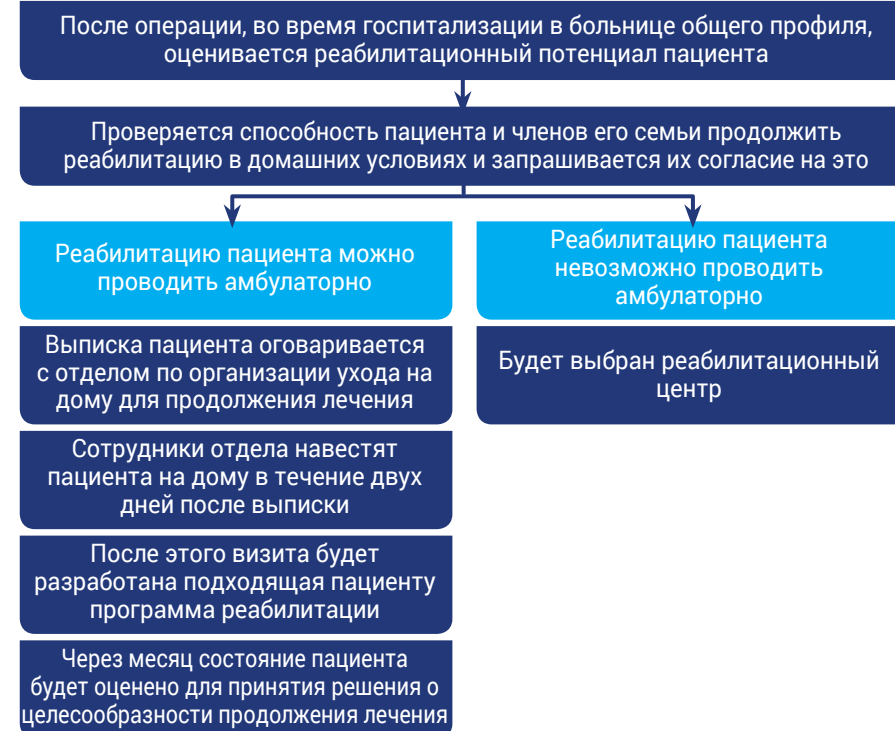 После операции, во время госпитализации в больнице общего профиля,
оценивается реабилитационный потенциал пациента
Проверяется способность пациента и членов его семьи продолжить
реабилитацию в домашних условиях и запрашивается их согласие на это
Реабилитацию пациента можно
проводить амбулаторно
Выписка пациента оговаривается
с отделом по организации ухода на
дому для продолжения лечения
Сотрудники отдела навестят
пациента на дому в течение двух
дней после выписки
После этого визита будет
разработана подходящая пациенту
программа реабилитации
Через месяц состояние пациента
будет оценено для принятия решения о
целесообразности продолжения лечения
Реабилитацию пациента
невозможно проводить
амбулаторно
Будет выбран реабилитационный
центр